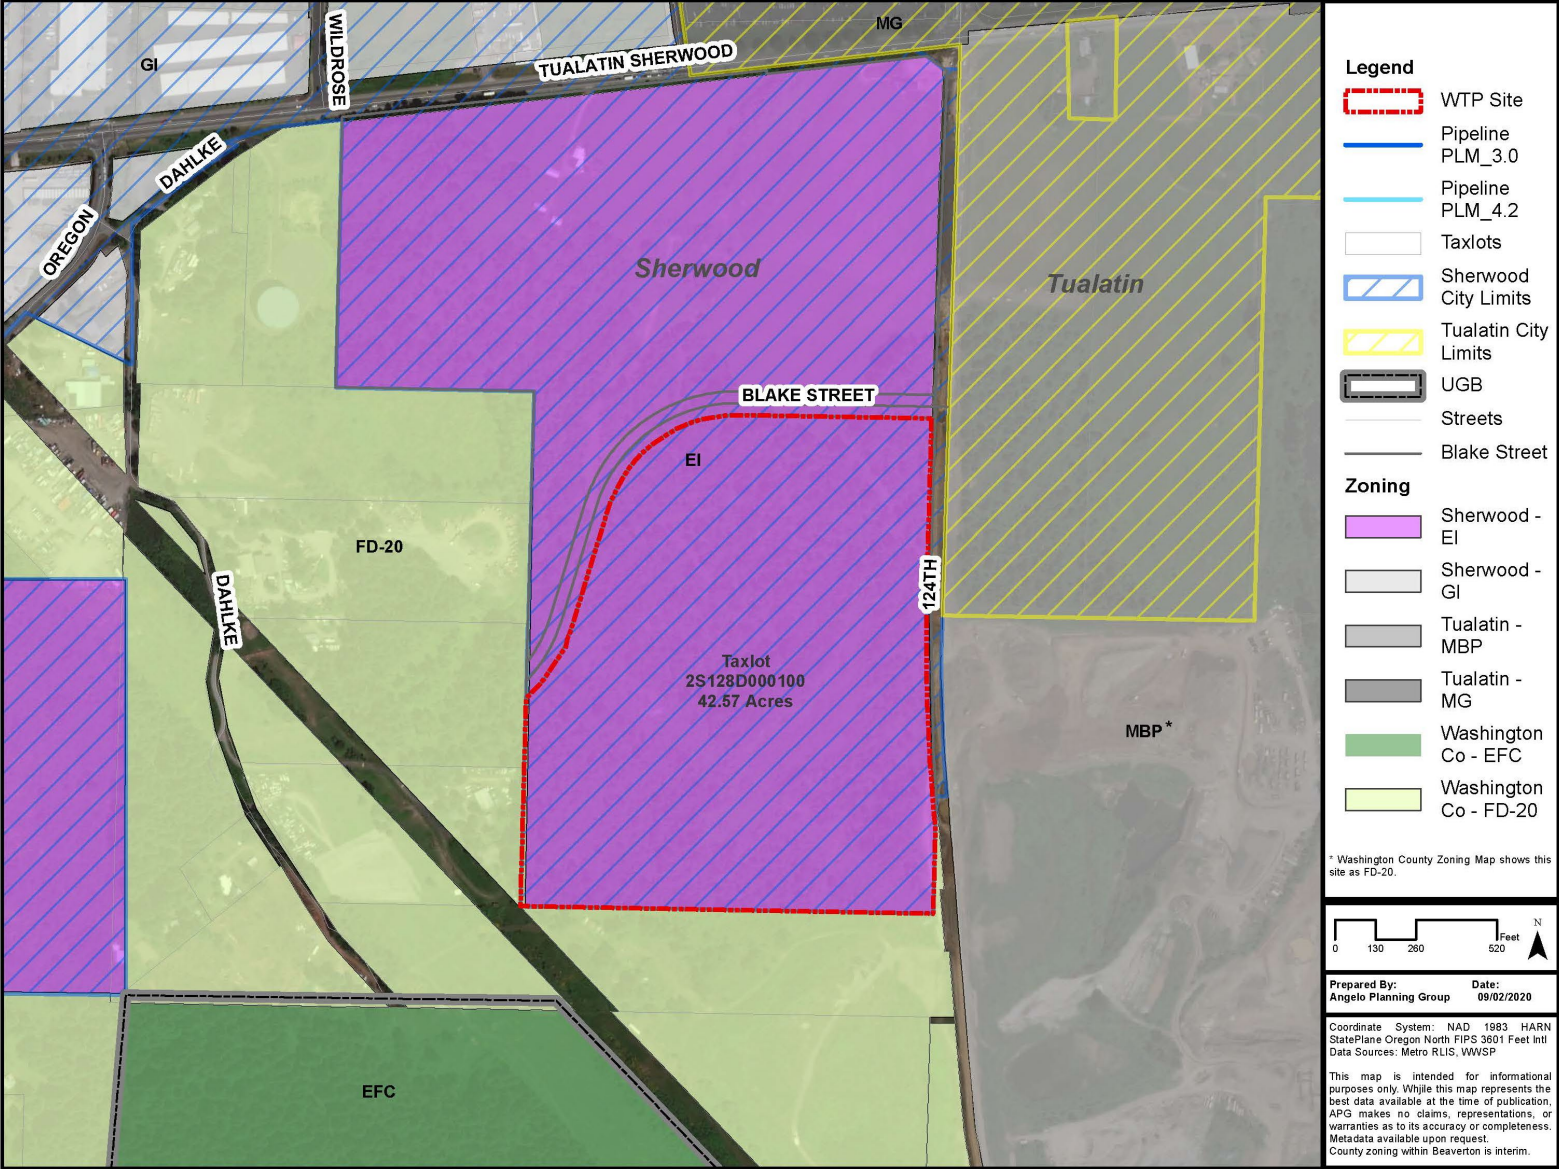 GI
WILDROSE
TUALATIN SHERWOOD
MG
DAHLKE
OREGON
Sherwood
Tualatin
BLAKE STREET
EI
FD-20
124TH
DAHLKE
Taxlot
2S128D000100
42.57 Acres
MBP*
EFC
Legend
WTP Site
Pipeline
PLM_3.0
Pipeline
PLM_4.2
Taxlots
Sherwood
City Limits
Tualatin City
Limits
UGB
Streets
Blake Street
Zoning
Sherwood -
EI
Sherwood -
GI
Tualatin -
MBP
Tualatin -
MG
Washington
Co - EFC
Washington
Co - FD-20
* Washington County Zoning Map shows this
site as FD-20.
N
Feet
0 130 260 520
Prepared By: Date:
Angelo Planning Group 09/02/2020
Coordinate System: NAD 1983 HARN
StatePlane Oregon North FIPS 3601 Feet Intl
Data Sources: Metro RLIS, WWSP
This map is intended for informational
purposes only. Whjile this map represents the
best data available at the time of publication,
APG makes no claims, representations, or
warranties as to its accuracy or completeness.
Metadata available upon request.
County zoning within Beaverton is interim.